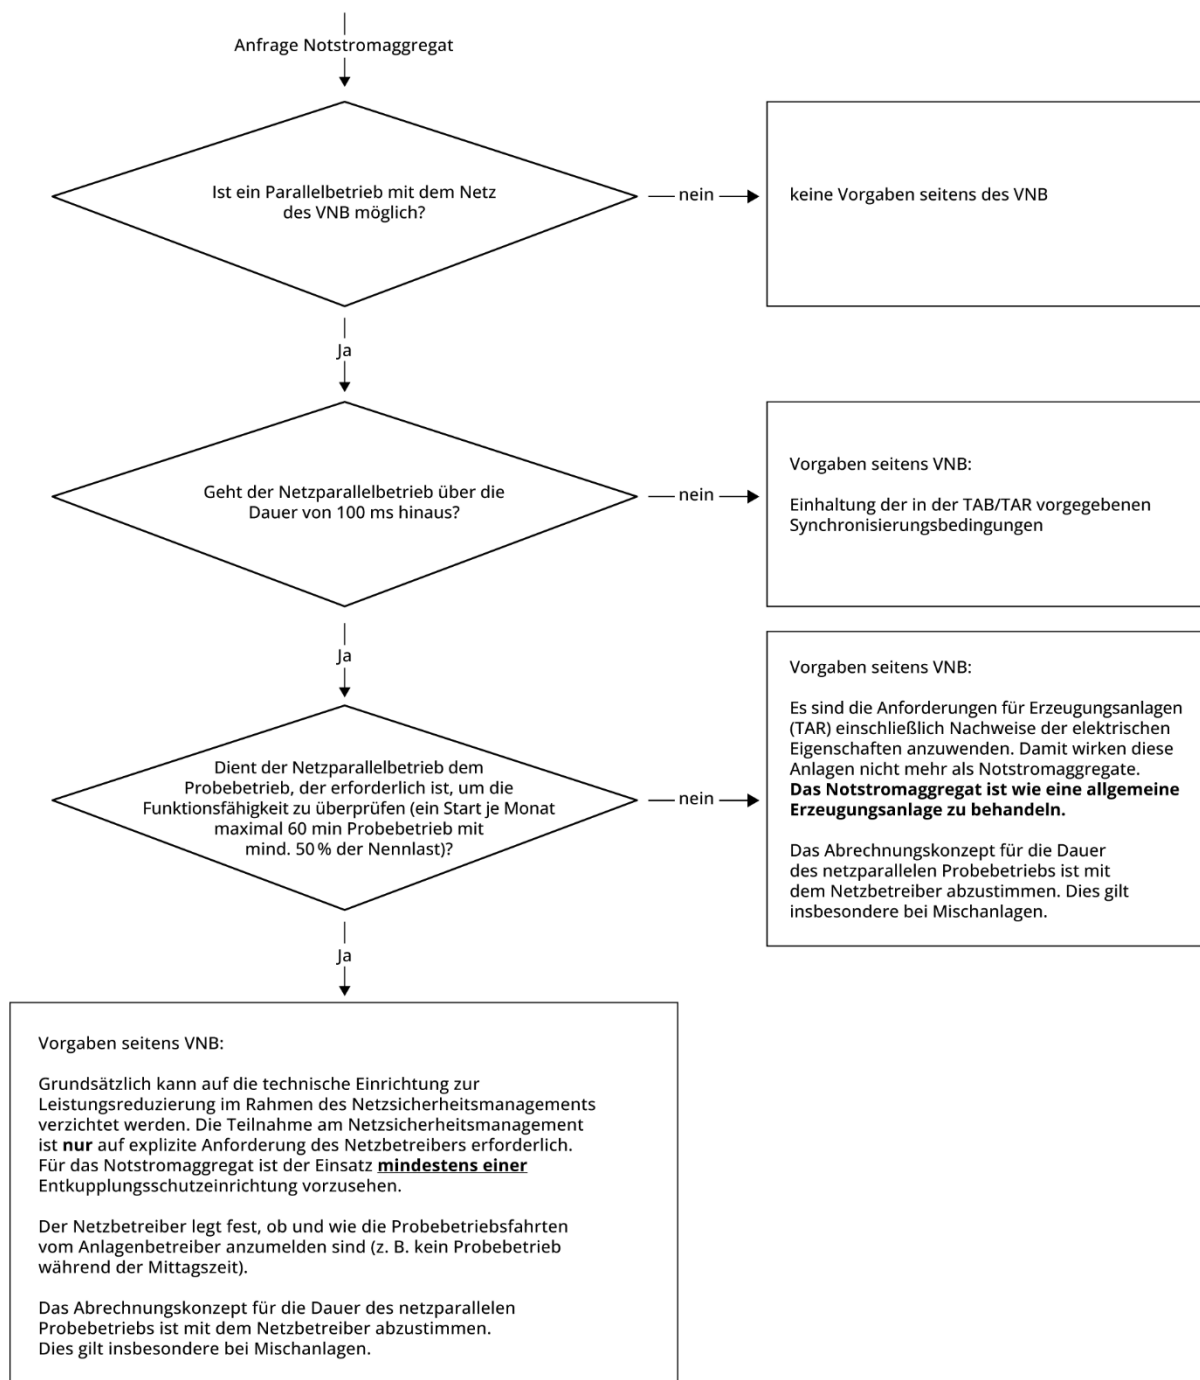 Anfrage Notstromaggregat
Ist ein Parallelbetrieb mit dem Netz
des VNB möglich?
nein
keine Vorgaben seitens des VNB
Ja
Geht der Netzparallelbetrieb über die
Dauer von 100 ms hinaus?
nein
Vorgaben seitens VNB:
Einhaltung der in der TAB/TAR vorgegebenen
Synchronisierungsbedingungen
Ja
Dient der Netzparallelbetrieb dem
Probebetrieb, der erforderlich ist, um die
Funktionsfähigkeit zu überprüfen (ein Start je Monat
maximal 60 min Probebetrieb mit
mind. 50 % der Nennlast)?
nein
Vorgaben seitens VNB:
Es sind die Anforderungen für Erzeugungsanlagen
(TAR) einschließlich Nachweise der elektrischen
Eigenschaften anzuwenden. Damit wirken diese
Anlagen nicht mehr als Notstromaggregate.
Das Notstromaggregat ist wie eine allgemeine
Erzeugungsanlage zu behandeln.
Das Abrechnungskonzept für die Dauer
des netzparallelen Probebetriebs ist mit
dem Netzbetreiber abzustimmen. Dies gilt
insbesondere bei Mischanlagen.
Ja
Vorgaben seitens VNB:
Grundsätzlich kann auf die technische Einrichtung zur
Leistungsreduzierung im Rahmen des Netzsicherheitsmanagements
verzichtet werden. Die Teilnahme am Netzsicherheitsmanagement
ist nur auf explizite Anforderung des Netzbetreibers erforderlich.
Für das Notstromaggregat ist der Einsatz mindestens einer
Entkupplungsschutzeinrichtung vorzusehen.
Der Netzbetreiber legt fest, ob und wie die Probebetriebsfahrten
vom Anlagenbetreiber anzumelden sind (z. B. kein Probebetrieb
während der Mittagszeit).
Das Abrechnungskonzept für die Dauer des netzparallelen
Probebetriebs ist mit dem Netzbetreiber abzustimmen.
Dies gilt insbesondere bei Mischanlagen.